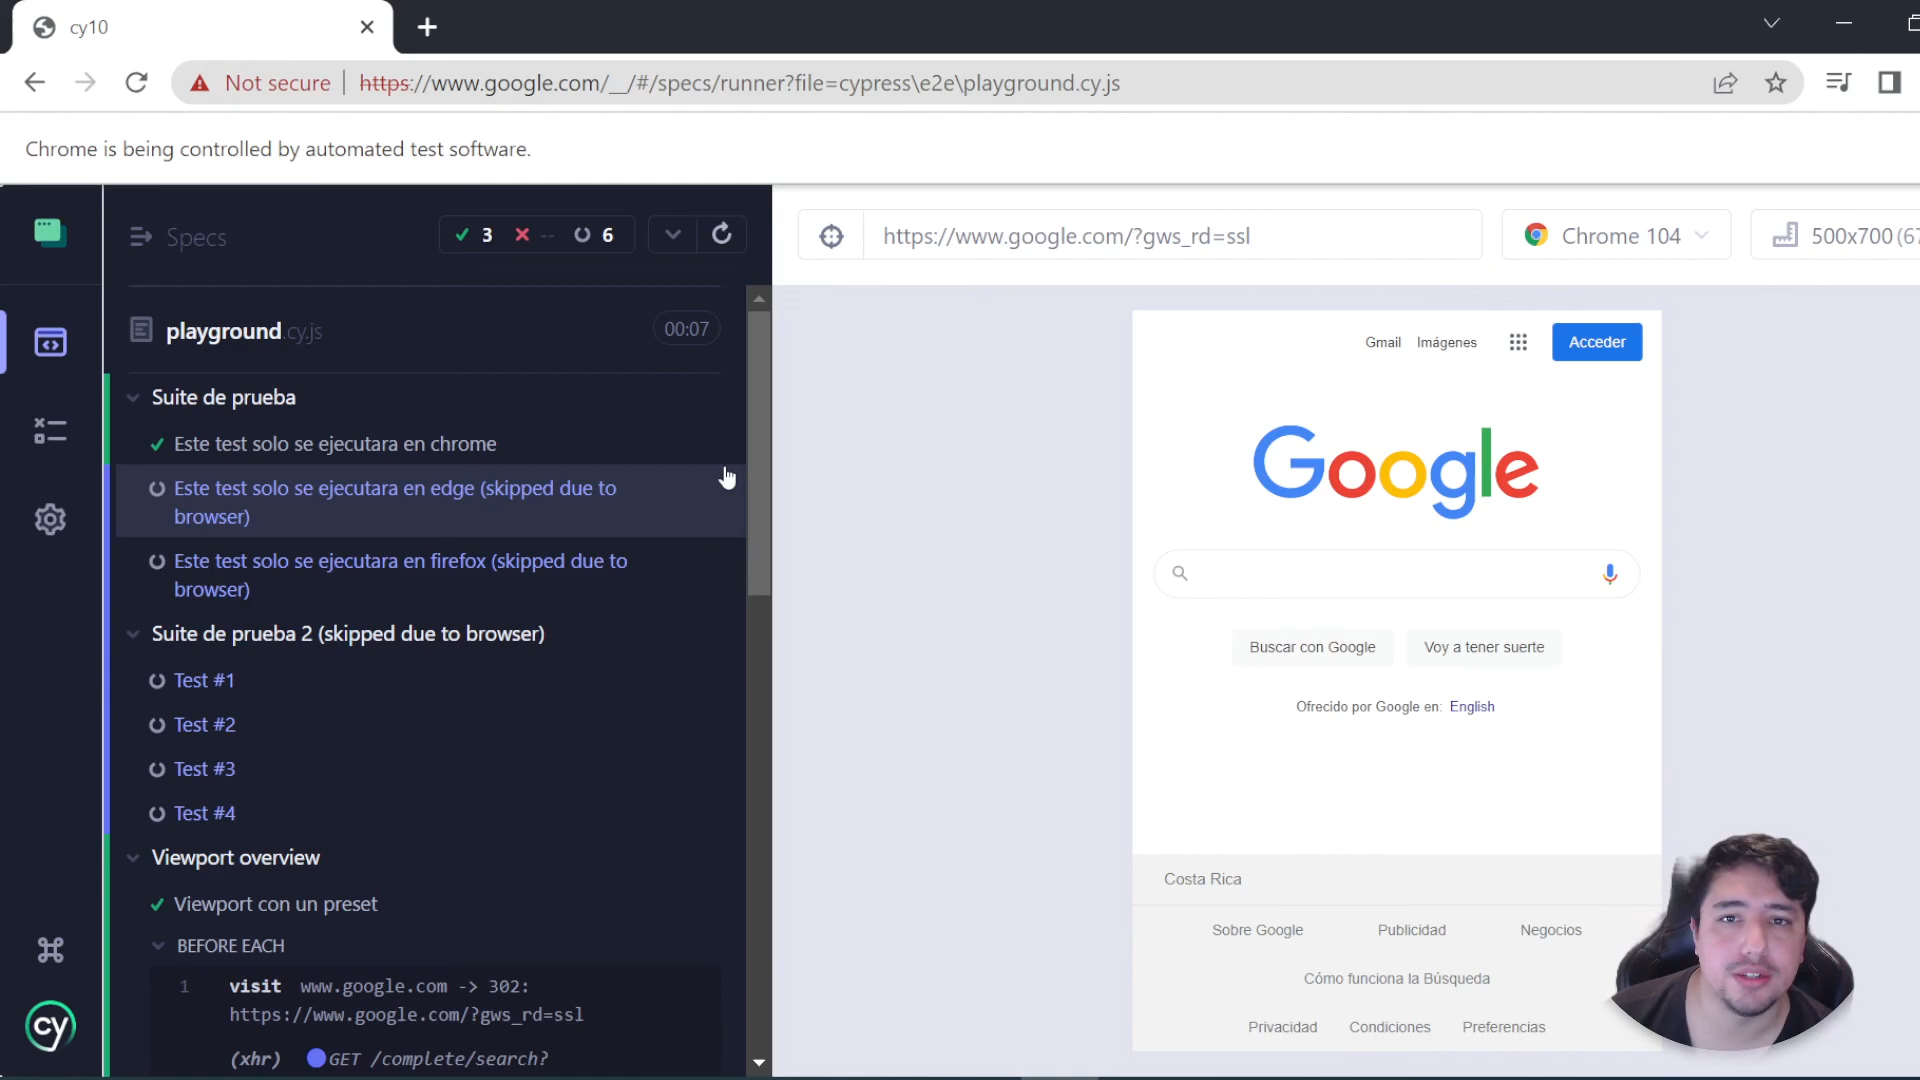 cy10
Not secure https://www.google.com/__/#/specs/runner?file=cypress\e2e\playground.cy.js
Chrome is being controlled by automated test software.
Specs
3 -- 6
https://www.google.com/?gws_rd=ssl
Chrome 104
500x700 (67
playground.cy.js
00:07
Suite de prueba
Este test solo se ejecutara en chrome
Este test solo se ejecutara en edge (skipped due to
browser)
Este test solo se ejecutara en firefox (skipped due to
browser)
Suite de prueba 2 (skipped due to browser)
Test #1
Test #2
Test #3
Test #4
Viewport overview
Viewport con un preset
BEFORE EACH
1 visit www.google.com -> 302:
https://www.google.com/?gws_rd=ssl
(xhr) GET /complete/search?
cy
Gmail Imágenes Acceder
Google
Buscar con Google Voy a tener suerte
Ofrecido por Google en: English
Costa Rica
Sobre Google Publicidad Negocios
Cómo funciona la Búsqueda
Privacidad Condiciones Preferencias